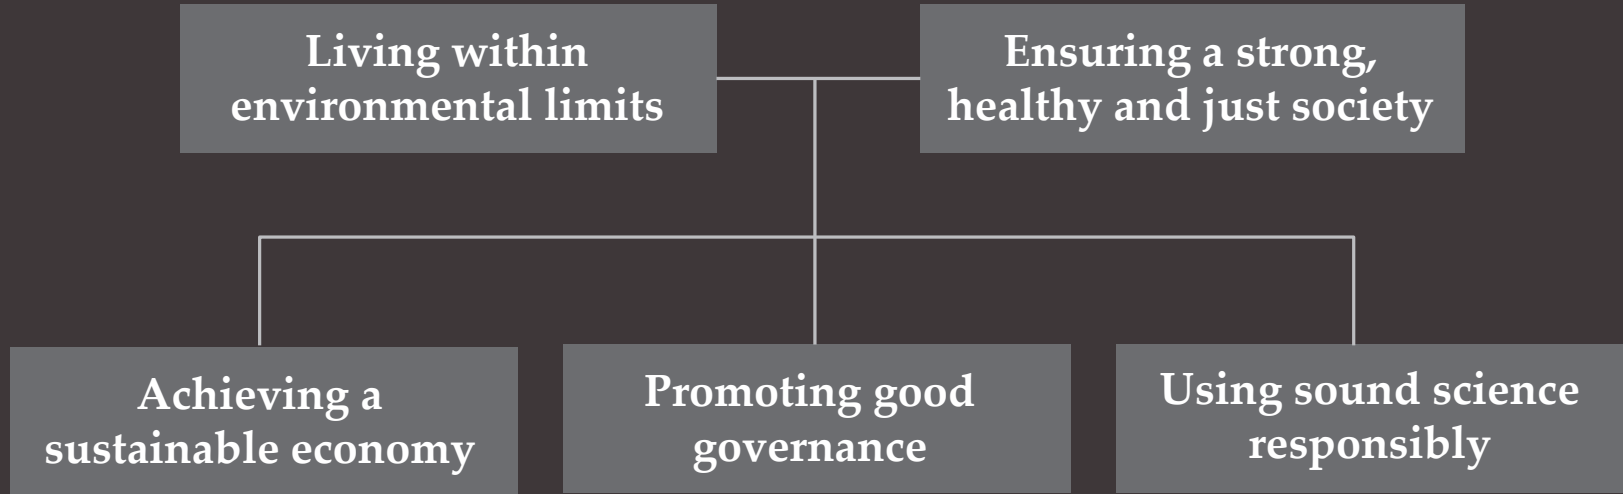 Living within
environmental limits
Ensuring a strong,
healthy and just society
Achieving a
sustainable economy
Promoting good
governance
Using sound science
responsibly